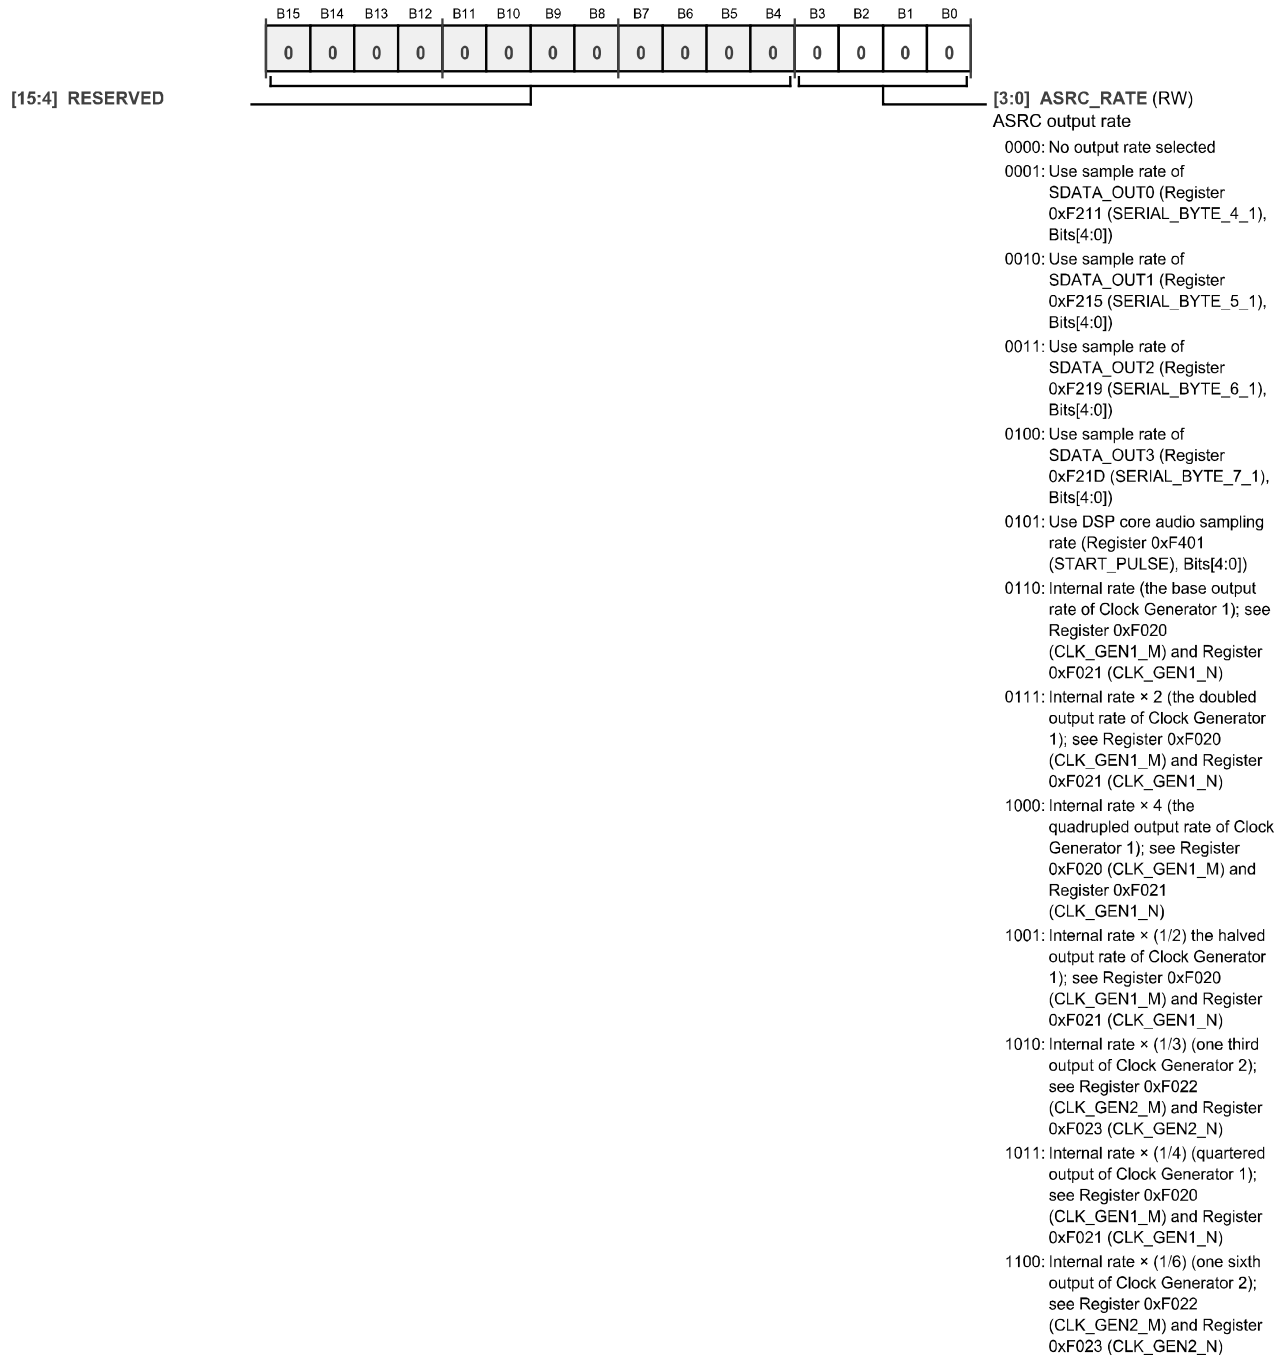 B15 B14 B13 B12 B11 B10 B9 B8 B7 B6 B5 B4 B3 B2 B1 B0
0 0 0 0 0 0 0 0 0 0 0 0 0 0 0 0
[15:4] RESERVED
[3:0] ASRC_RATE (RW)
ASRC output rate
0000: No output rate selected
0001: Use sample rate of
SDATA_OUT0 (Register
0xF211 (SERIAL_BYTE_4_1),
Bits[4:0])
0010: Use sample rate of
SDATA_OUT1 (Register
0xF215 (SERIAL_BYTE_5_1),
Bits[4:0])
0011: Use sample rate of
SDATA_OUT2 (Register
0xF219 (SERIAL_BYTE_6_1),
Bits[4:0])
0100: Use sample rate of
SDATA_OUT3 (Register
0xF21D (SERIAL_BYTE_7_1),
Bits[4:0])
0101: Use DSP core audio sampling
rate (Register 0xF401
(START_PULSE), Bits[4:0])
0110: Internal rate (the base output
rate of Clock Generator 1); see
Register 0xF020
(CLK_GEN1_M) and Register
0xF021 (CLK_GEN1_N)
0111: Internal rate × 2 (the doubled
output rate of Clock Generator
1); see Register 0xF020
(CLK_GEN1_M) and Register
0xF021 (CLK_GEN1_N)
1000: Internal rate × 4 (the
quadrupled output rate of Clock
Generator 1); see Register
0xF020 (CLK_GEN1_M) and
Register 0xF021
(CLK_GEN1_N)
1001: Internal rate × (1/2) the halved
output rate of Clock Generator
1); see Register 0xF020
(CLK_GEN1_M) and Register
0xF021 (CLK_GEN1_N)
1010: Internal rate × (1/3) (one third
output of Clock Generator 2);
see Register 0xF022
(CLK_GEN2_M) and Register
0xF023 (CLK_GEN2_N)
1011: Internal rate × (1/4) (quartered
output of Clock Generator 1);
see Register 0xF020
(CLK_GEN1_M) and Register
0xF021 (CLK_GEN1_N)
1100: Internal rate × (1/6) (one sixth
output of Clock Generator 2);
see Register 0xF022
(CLK_GEN2_M) and Register
0xF023 (CLK_GEN2_N)